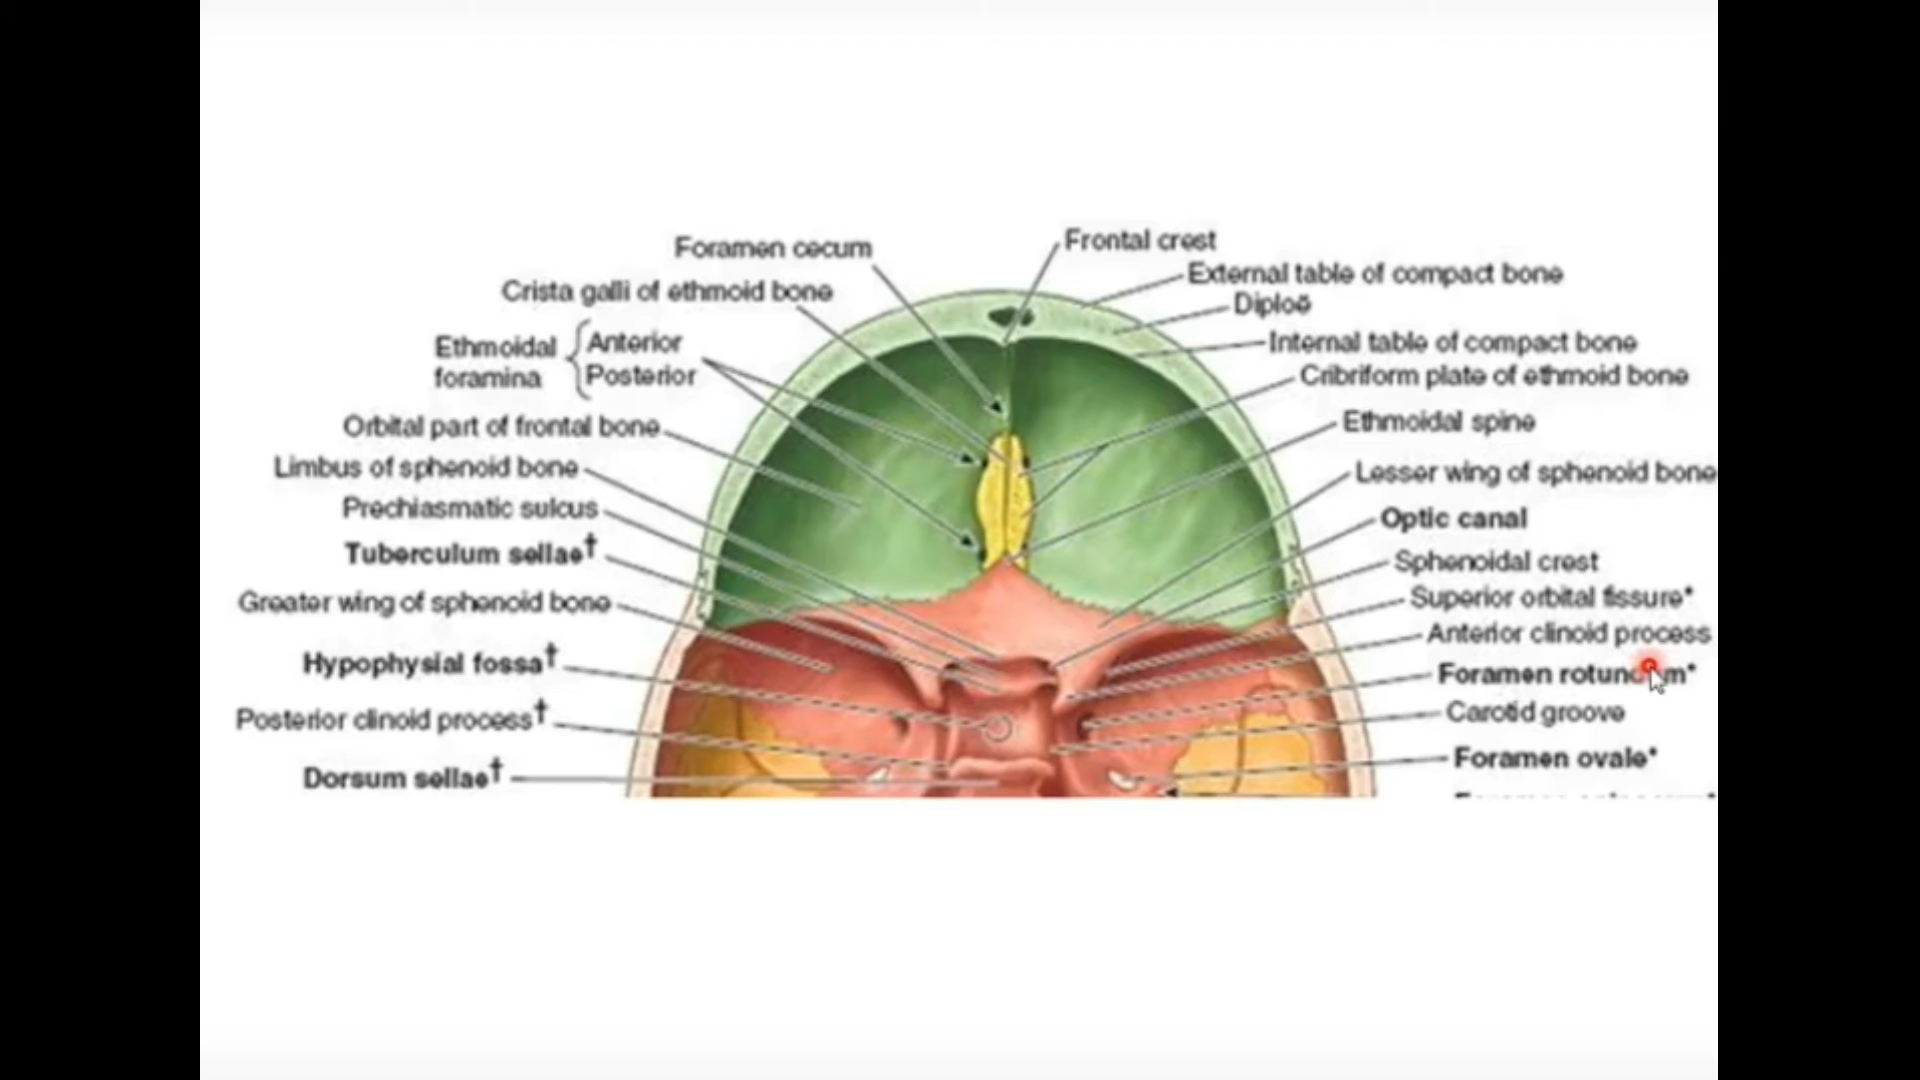 Foramen cecum
Crista galli of ethmoid bone
Ethmoidal
foramina
Anterior
Posterior
Orbital part of frontal bone
Limbus of sphenoid bone
Prechiasmatic sulcus
Tuberculum sellae†
Greater wing of sphenoid bone
Hypophysial fossa†
Posterior clinoid process†
Dorsum sellae†
Frontal crest
External table of compact bone
Diploë
Internal table of compact bone
Cribriform plate of ethmoid bone
Ethmoidal spine
Lesser wing of sphenoid bone
Optic canal
Sphenoidal crest
Superior orbital fissure*
Anterior clinoid process
Foramen rotundum*
Carotid groove
Foramen ovale*